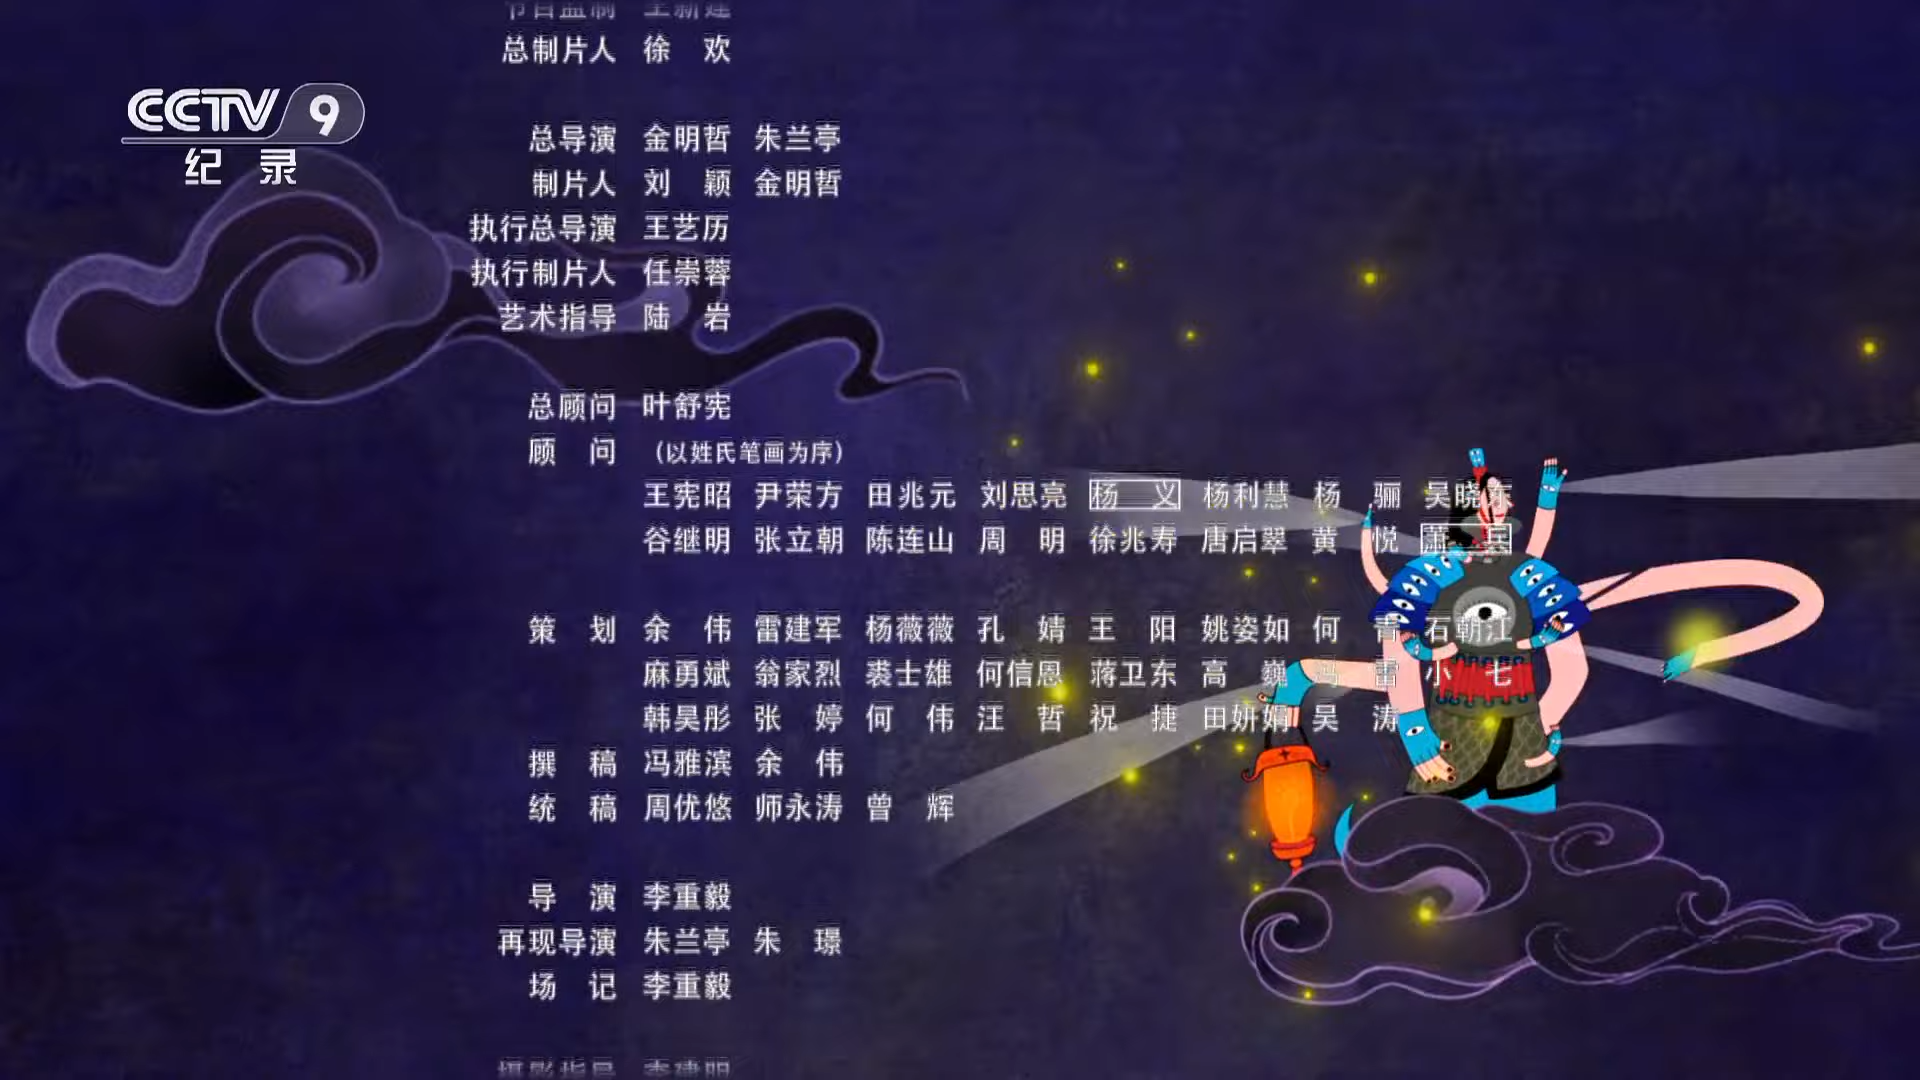 总制片人 徐 欢
CCTV 9
纪 录
总导演 金明哲 朱兰亭
制片人 刘 颖 金明哲
执行总导演 王艺历
执行制片人 任崇蓉
艺术指导 陆 岩
总顾问 叶舒宪
顾 问 (以姓氏笔画为序)
王宪昭 尹荣方 田兆元 刘思亮 杨 义 杨利慧 杨 骊 吴晓东
谷继明 张立朝 陈连山 周 明 徐兆寿 唐启翠 黄 悦 萧 兵
策 划 余 伟 雷建军 杨薇薇 孔 婧 王 阳 姚姿如 何 青 石朝江
麻勇斌 翁家烈 裘士雄 何信恩 蒋卫东 高 巍 冯 雷 小 七
韩昊彤 张 婷 何 伟 汪 哲 祝 捷 田妍娟 吴 涛
撰 稿 冯雅滨 余 伟
统 稿 周优悠 师永涛 曾 辉
导 演 李重毅
再现导演 朱兰亭 朱 璟
场 记 李重毅